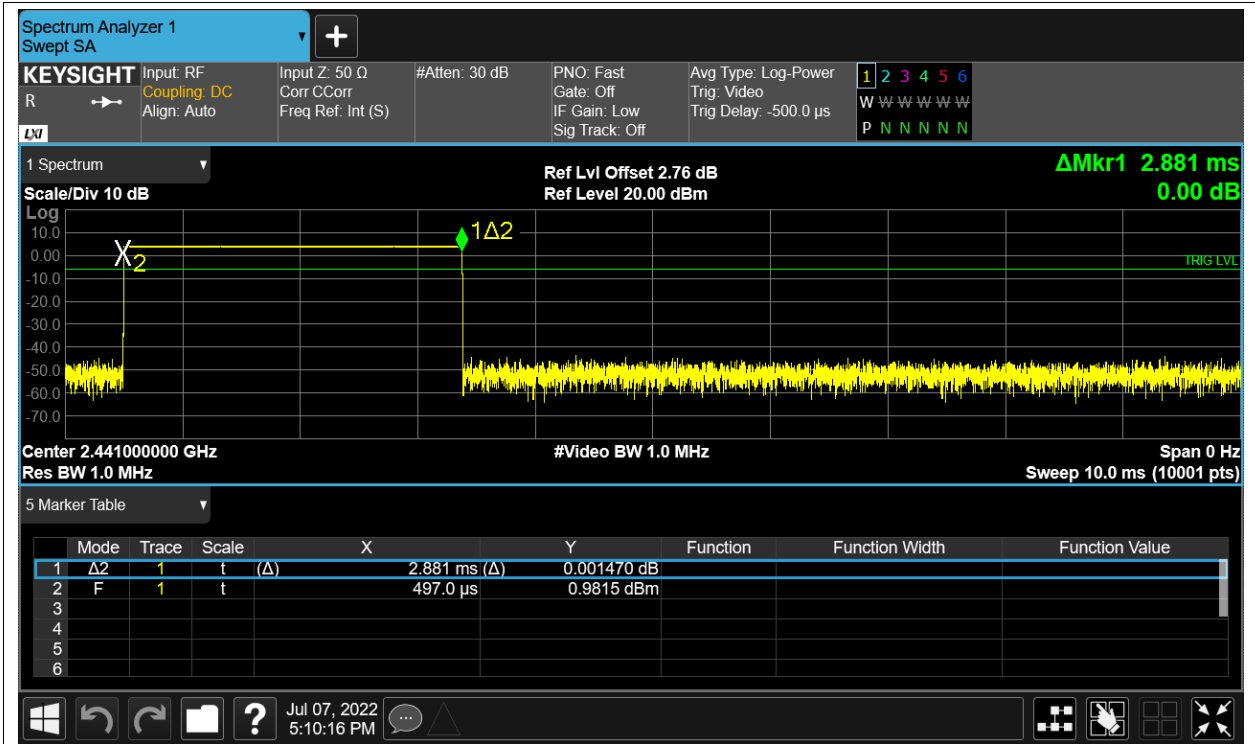 Spectrum Analyzer 1
Swept SA
+
KEYSIGHT
R
LXI
Input: RF
Coupling: DC
Align: Auto
Input Z: 50 Ω
Corr CCorr
Freq Ref: Int (S)
#Atten: 30 dB
PNO: Fast
Gate: Off
IF Gain: Low
Sig Track: Off
Avg Type: Log-Power
Trig: Video
Trig Delay: -500.0 µs
1 2 3 4 5 6
W W W W W W
P N N N N N
1 Spectrum
Scale/Div 10 dB
Ref Lvl Offset 2.76 dB
Ref Level 20.00 dBm
ΔMkr1 2.881 ms
0.00 dB
Log
10.0
0.00
-10.0
-20.0
-30.0
-40.0
-50.0
-60.0
-70.0
X2
1Δ2
TRIG LVL
Center 2.441000000 GHz
#Video BW 1.0 MHz
Span 0 Hz
Res BW 1.0 MHz
Sweep 10.0 ms (10001 pts)
5 Marker Table
Mode Trace Scale X Y Function Function Width Function Value
1 Δ2 1 t (Δ) 2.881 ms (Δ) 0.001470 dB
2 F 1 t 497.0 µs 0.9815 dBm
3
4
5
6
?
Jul 07, 2022
5:10:16 PM